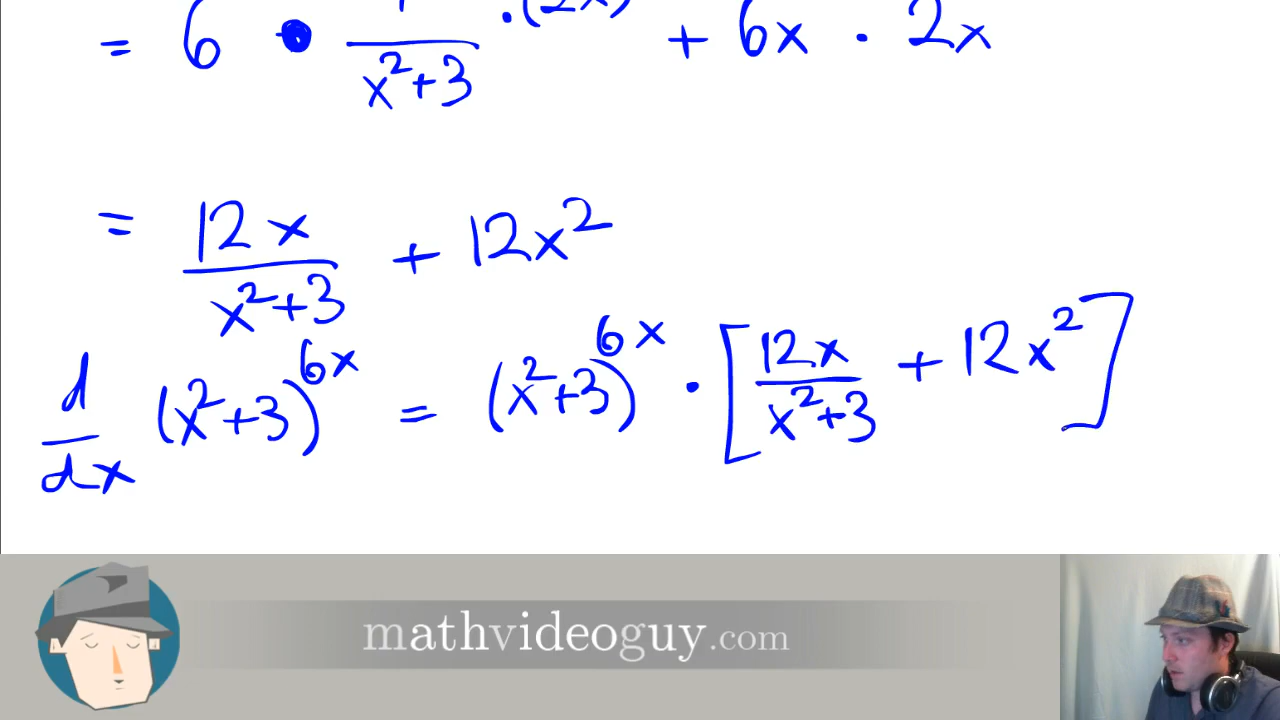 = 6 • 1/(x²+3) · (2x) + 6x · 2x
= 12x/(x²+3) + 12x²
d/dx (x²+3)^(6x) = (x²+3)^(6x) · [12x/(x²+3) + 12x²]
mathvideoguy.com